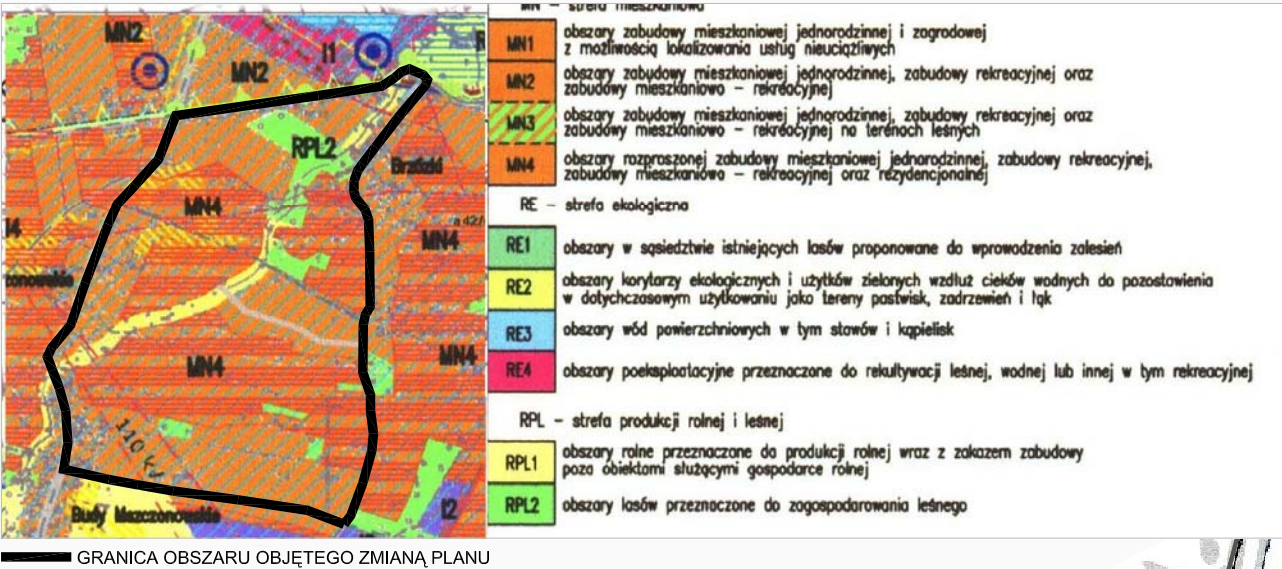 MN2
I1
MN2
RPL2
MN4
MN4
MN4
MN4
110 KV
I2
MN – strefa mieszkaniowa
MN1 obszary zabudowy mieszkaniowej jednorodzinnej i zagrodowej
z możliwością lokalizowania usług nieuciążliwych
MN2 obszary zabudowy mieszkaniowej jednorodzinnej, zabudowy rekreacyjnej oraz
zabudowy mieszkaniowo – rekreacyjnej
MN3 obszary zabudowy mieszkaniowej jednorodzinnej, zabudowy rekreacyjnej oraz
zabudowy mieszkaniowo – rekreacyjnej na terenach leśnych
MN4 obszary rozproszonej zabudowy mieszkaniowej jednorodzinnej, zabudowy rekreacyjnej,
zabudowy mieszkaniowo – rekreacyjnej oraz rezydencjonalnej
RE – strefa ekologiczna
RE1 obszary w sąsiedztwie istniejących lasów proponowane do wprowadzenia zalesień
RE2 obszary korytarzy ekologicznych i użytków zielonych wzdłuż cieków wodnych do pozostawienia
w dotychczasowym użytkowaniu jako tereny pastwisk, zadrzewień i łąk
RE3 obszary wód powierzchniowych w tym stawów i kąpielisk
RE4 obszary poeksploatacyjne przeznaczone do rekultywacji leśnej, wodnej lub innej w tym rekreacyjnej
RPL – strefa produkcji rolnej i leśnej
RPL1 obszary rolne przeznaczone do produkcji rolnej wraz z zakazem zabudowy
poza obiektami służącymi gospodarce rolnej
RPL2 obszary lasów przeznaczone do zagospodarowania leśnego
Budy Mszczonowskie
GRANICA OBSZARU OBJĘTEGO ZMIANĄ PLANU